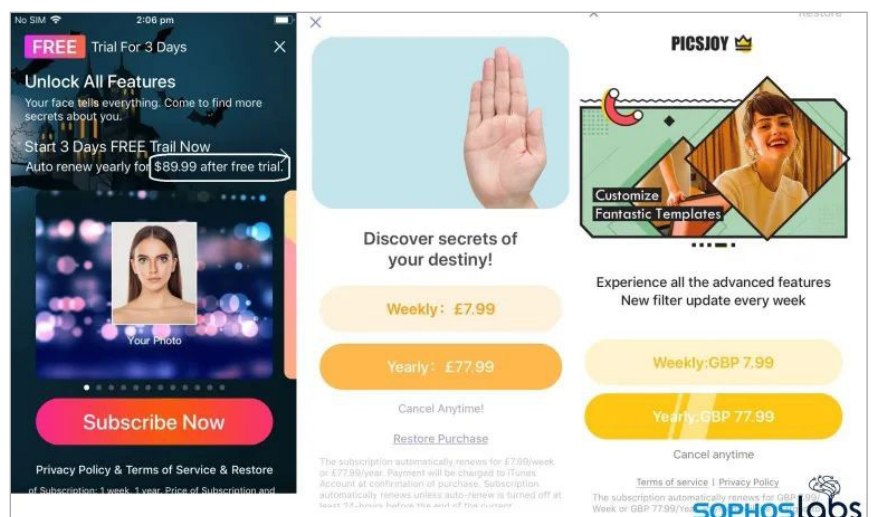 No SIM
2:06 pm
FREE Trial For 3 Days
Unlock All Features
Your face tells everything. Come to find more
secrets about you.
Start 3 Days FREE Trail Now
Auto renew yearly for $89.99 after free trial.
Your Photo
Subscribe Now
Privacy Policy & Terms of Service & Restore
of Subscription: 1 week, 1 year. Price of Subscription and
Discover secrets of
your destiny!
Weekly: £7.99
Yearly: £77.99
Cancel Anytime!
Restore Purchase
The subscription automatically renews for £7.99/week
or £77.99/year. Payment will be charged to iTunes
Account at confirmation of purchase. Subscription
automatically renews unless auto-renew is turned off at
least 24-hours before the end of the current
Restore
PICSJOY
Customize
Fantastic Templates
Experience all the advanced features
New filter update every week
Weekly:GBP 7.99
Yearly:GBP 77.99
Cancel anytime
Terms of service | Privacy Policy
The subscription automatically renews for GBP
Week or GBP
SOPHOSLabs